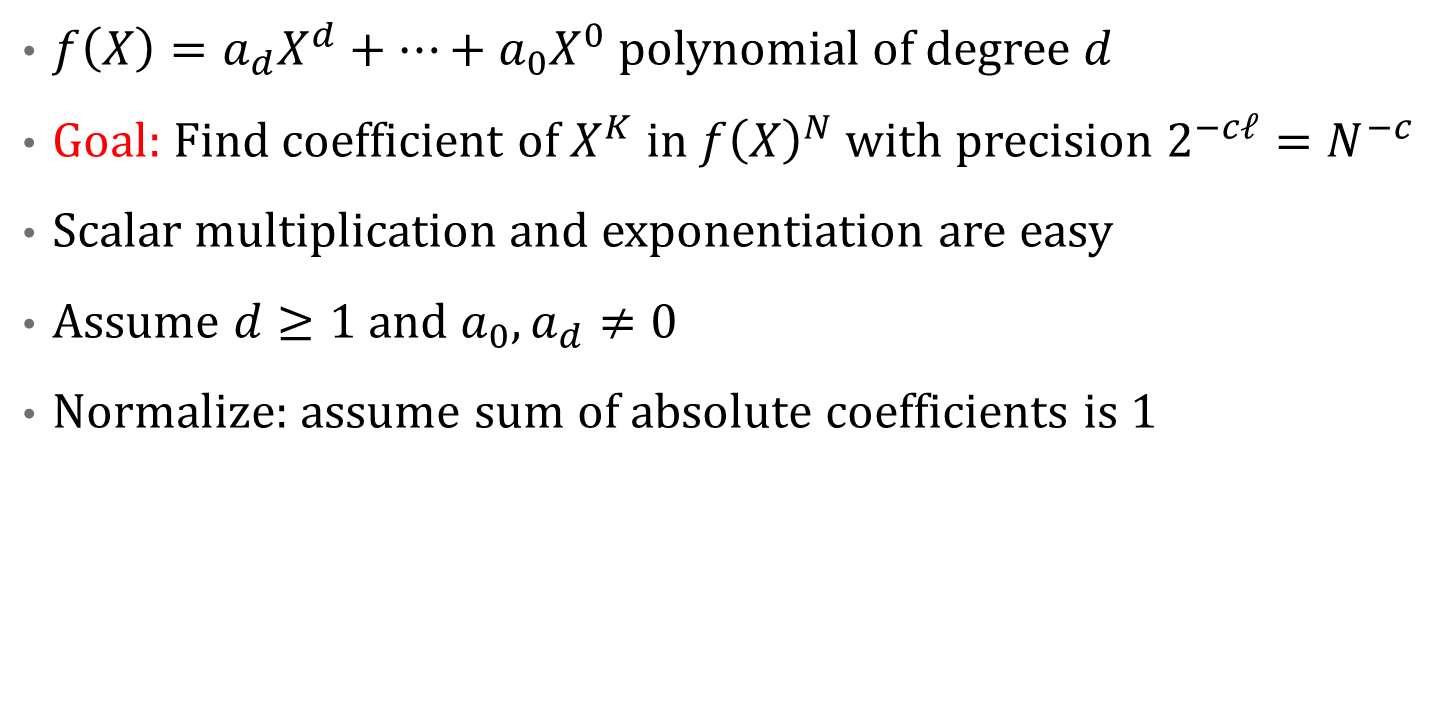 • f(X) = a_d X^d + ⋯ + a_0 X^0 polynomial of degree d
• Goal: Find coefficient of X^K in f(X)^N with precision 2^{−cℓ} = N^{−c}
• Scalar multiplication and exponentiation are easy
• Assume d ≥ 1 and a_0, a_d ≠ 0
• Normalize: assume sum of absolute coefficients is 1